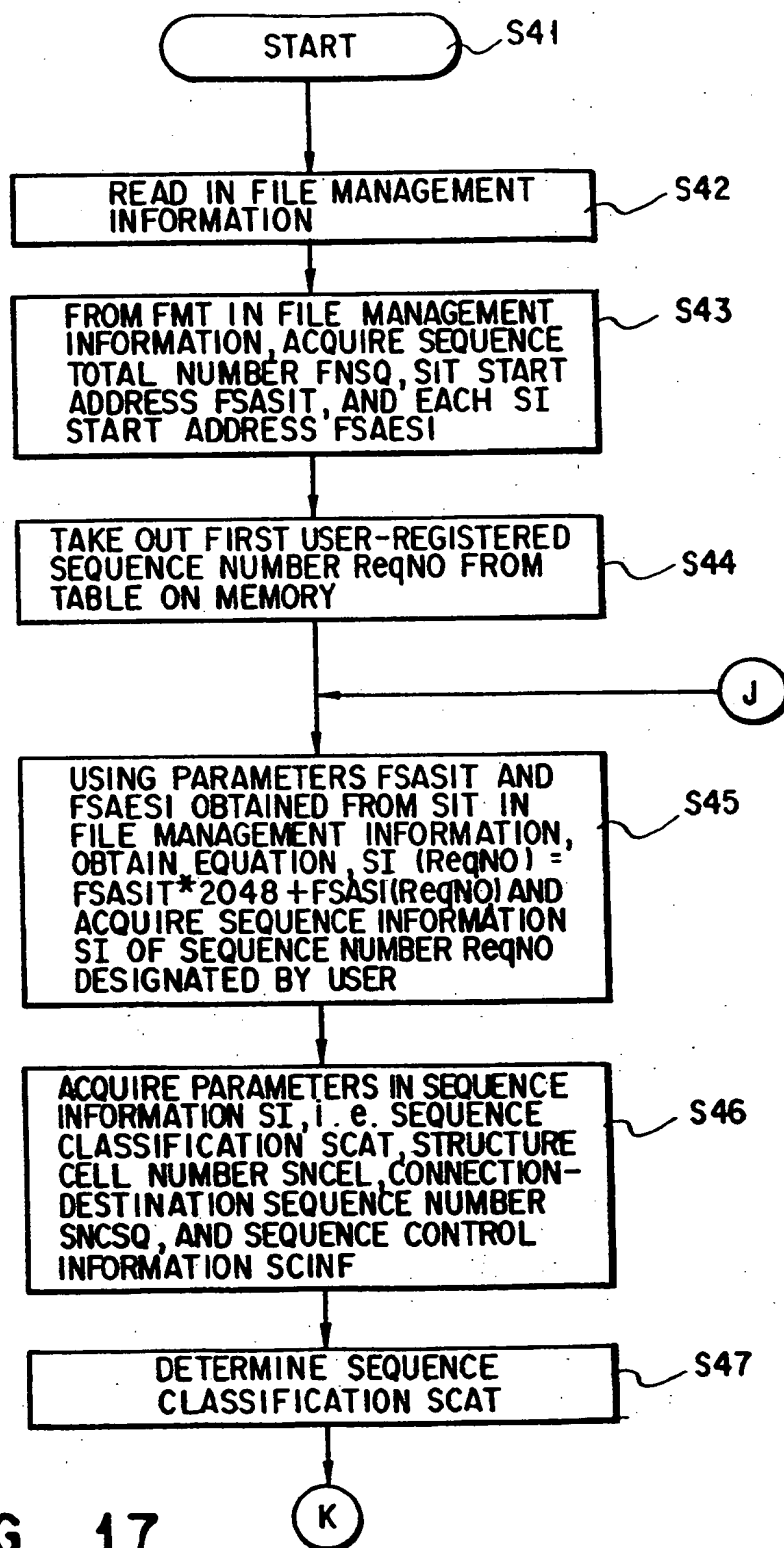 START
S41
READ IN FILE MANAGEMENT
INFORMATION
S42
FROM FMT IN FILE MANAGEMENT
INFORMATION, ACQUIRE SEQUENCE
TOTAL NUMBER FNSQ, SIT START
ADDRESS FSASIT, AND EACH SI
START ADDRESS FSAESI
S43
TAKE OUT FIRST USER-REGISTERED
SEQUENCE NUMBER ReqNO FROM
TABLE ON MEMORY
S44
J
USING PARAMETERS FSASIT AND
FSAESI OBTAINED FROM SIT IN
FILE MANAGEMENT INFORMATION,
OBTAIN EQUATION, SI (ReqNO) =
FSASIT*2048+FSASI(ReqNO) AND
ACQUIRE SEQUENCE INFORMATION
SI OF SEQUENCE NUMBER ReqNO
DESIGNATED BY USER
S45
ACQUIRE PARAMETERS IN SEQUENCE
INFORMATION SI, i.e. SEQUENCE
CLASSIFICATION SCAT, STRUCTURE
CELL NUMBER SNCEL, CONNECTION-
DESTINATION SEQUENCE NUMBER
SNCSQ, AND SEQUENCE CONTROL
INFORMATION SCINF
S46
DETERMINE SEQUENCE
CLASSIFICATION SCAT
S47
K
G. 17